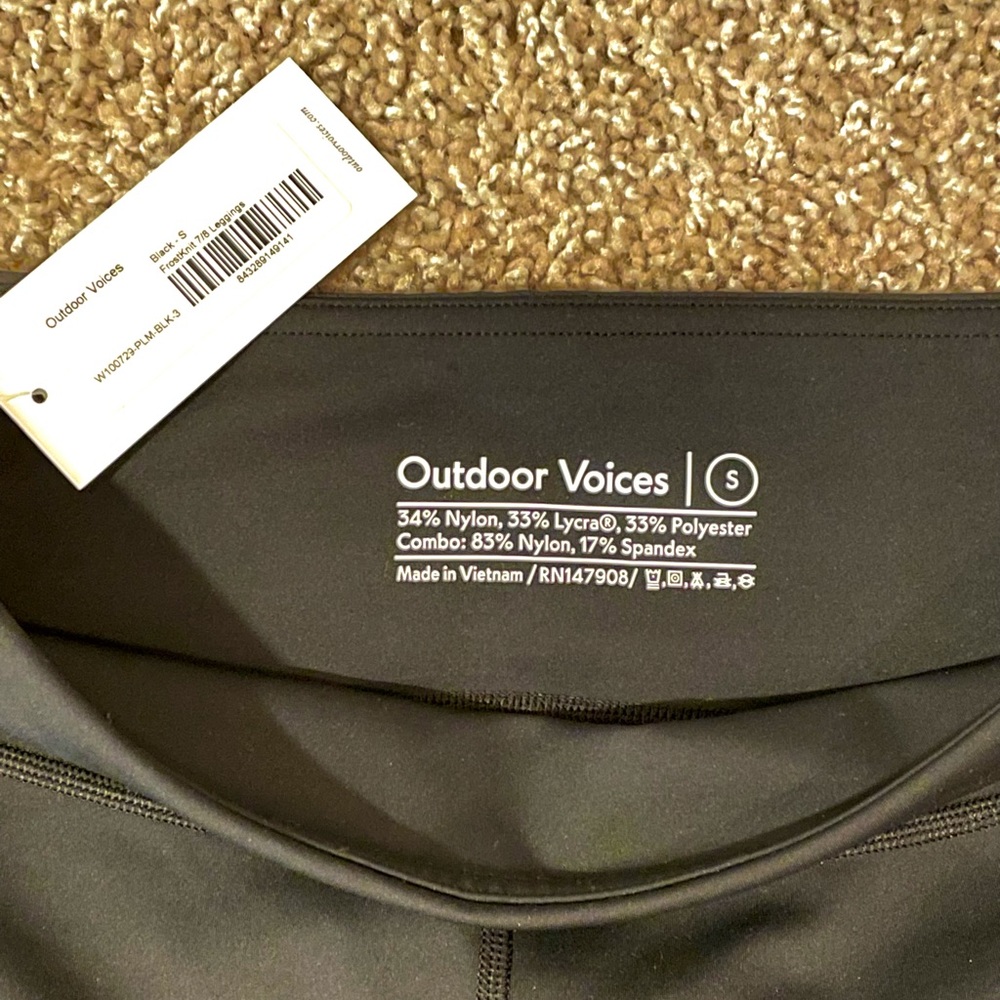 outdoorvoices.com
Outdoor Voices
Black - S
FrostKnit 7/8 Leggings
843289149141
W100729-PLM-BLK-3
Outdoor Voices | S
34% Nylon, 33% Lycra®, 33% Polyester
Combo: 83% Nylon, 17% Spandex
Made in Vietnam / RN147908/